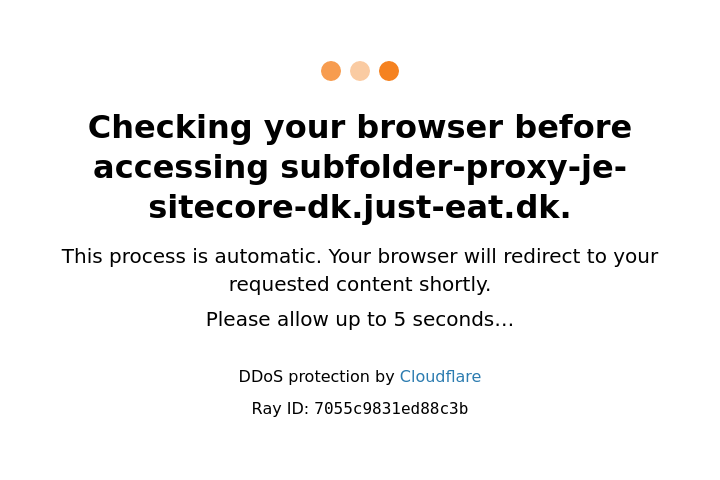 Checking your browser before
accessing subfolder-proxy-je-
sitecore-dk.just-eat.dk.
This process is automatic. Your browser will redirect to your
requested content shortly.
Please allow up to 5 seconds…
DDoS protection by Cloudflare
Ray ID: 7055c9831ed88c3b